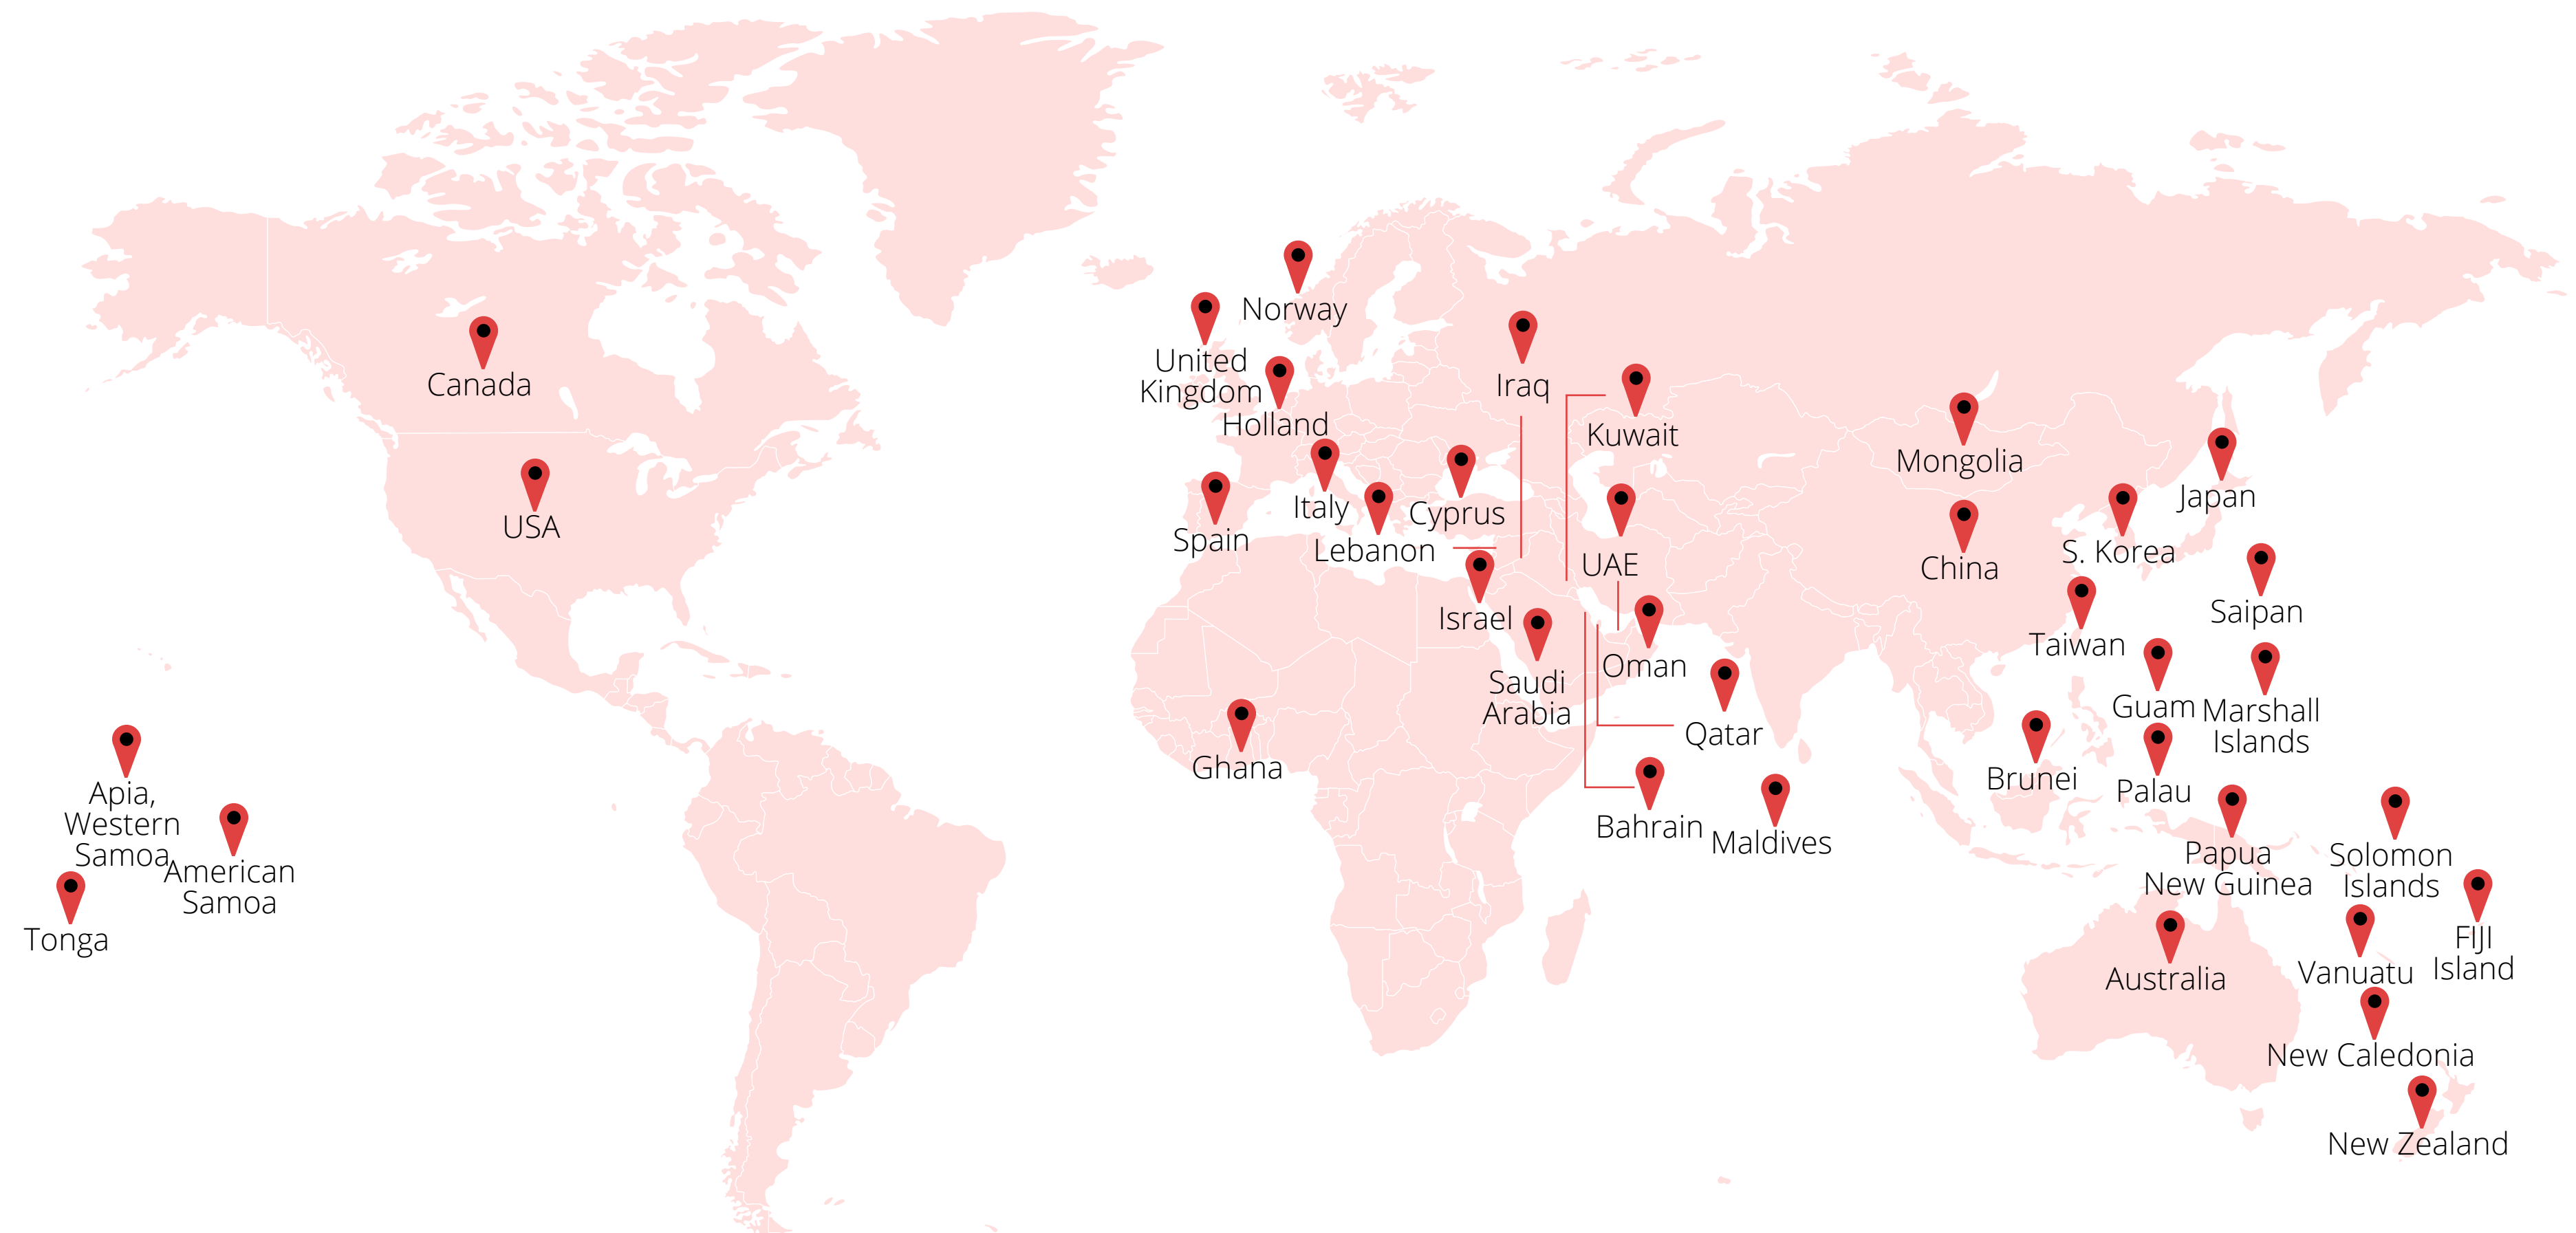 Norway
United
Kingdom
Canada
Holland
Iraq
Kuwait
Mongolia
Japan
USA
Spain
Italy
Cyprus
Lebanon
UAE
S. Korea
China
Israel
Saipan
Taiwan
Oman
Saudi
Arabia
Guam
Marshall
Islands
Qatar
Ghana
Brunei
Palau
Apia,
Western
Samoa
American
Samoa
Bahrain
Maldives
Papua
New Guinea
Solomon
Islands
Tonga
FIJI
Island
Australia
Vanuatu
New Caledonia
New Zealand